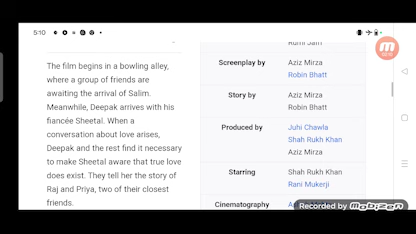 5:10
The film begins in a bowling alley,
where a group of friends are
awaiting the arrival of Salim.
Meanwhile, Deepak arrives with his
fiancée Sheetal. When a
conversation about love arises,
Deepak and the rest find it necessary
to make Sheetal aware that true love
does exist. They tell her the story of
Raj and Priya, two of their closest
friends.
Rumi Jaffi
Screenplay by Aziz Mirza
Robin Bhatt
Story by Aziz Mirza
Robin Bhatt
Produced by Juhi Chawla
Shah Rukh Khan
Aziz Mirza
Starring Shah Rukh Khan
Rani Mukerji
Cinematography
Recorded by Mobizen